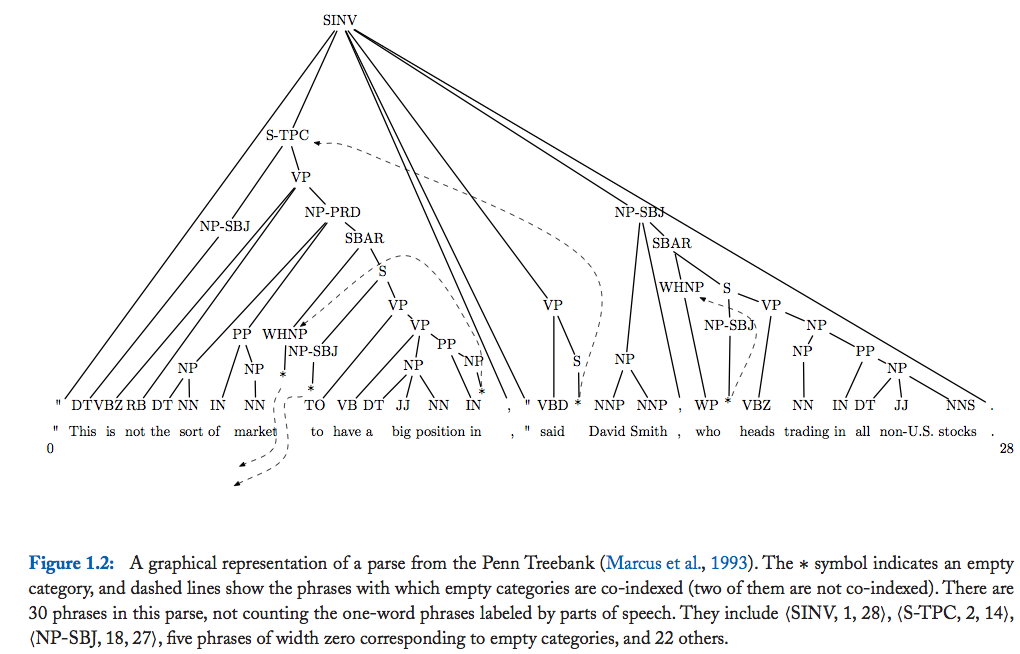 SINV
S-TPC
VP
NP-PRD NP-SBJ
NP-SBJ
SBAR SBAR
S WHNP S
VP VP VP
VP NP-SBJ NP
PP WHNP PP
NP-SBJ NP PP
NP NP NP NP S NP NP
* * * *
" DT VBZ RB DT NN IN NN TO VB DT JJ NN IN , " VBD * NNP NNP , WP * VBZ NN IN DT JJ NNS .
" This is not the sort of market to have a big position in , " said David Smith , who heads trading in all non-U.S. stocks .
0 28
Figure 1.2: A graphical representation of a parse from the Penn Treebank (Marcus et al., 1993). The * symbol indicates an empty
category, and dashed lines show the phrases with which empty categories are co-indexed (two of them are not co-indexed). There are
30 phrases in this parse, not counting the one-word phrases labeled by parts of speech. They include ⟨SINV, 1, 28⟩, ⟨S-TPC, 2, 14⟩,
⟨NP-SBJ, 18, 27⟩, five phrases of width zero corresponding to empty categories, and 22 others.